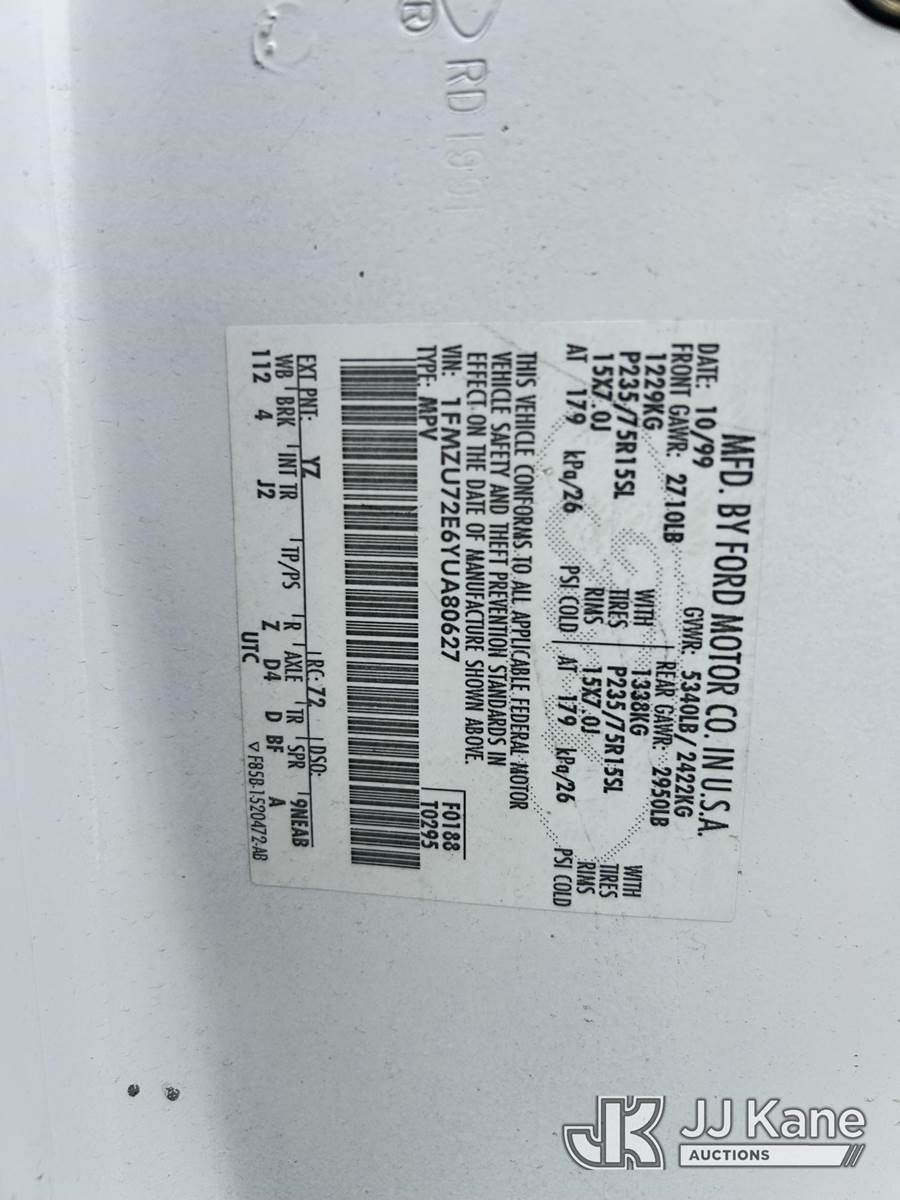 RD 1991
MFD. BY FORD MOTOR CO. IN U.S.A.
DATE: 10/99 GVWR: 5340LB/ 2422KG
FRONT GAWR: 2710LB REAR GAWR: 2950LB
1229KG WITH 1338KG WITH
P235/75R15SL TIRES P235/75R15SL TIRES
15X7.0J RIMS 15X7.0J RIMS
AT 179 kPa/26 PSI COLD AT 179 kPa/26 PSI COLD
THIS VEHICLE CONFORMS TO ALL APPLICABLE FEDERAL MOTOR
VEHICLE SAFETY AND THEFT PREVENTION STANDARDS IN
EFFECT ON THE DATE OF MANUFACTURE SHOWN ABOVE.
VIN: 1FMZU72E6YUA80627 F0188
TYPE: MPV T0295
EXT PNT: YZ RC: 72 DSO:
WB BRK INT TR TP/PS R AXLE TR SPR 9NEAB
112 4 J2 Z D4 D BF A
UTC ▽F85B-1520472-AB
JK JJ Kane
AUCTIONS